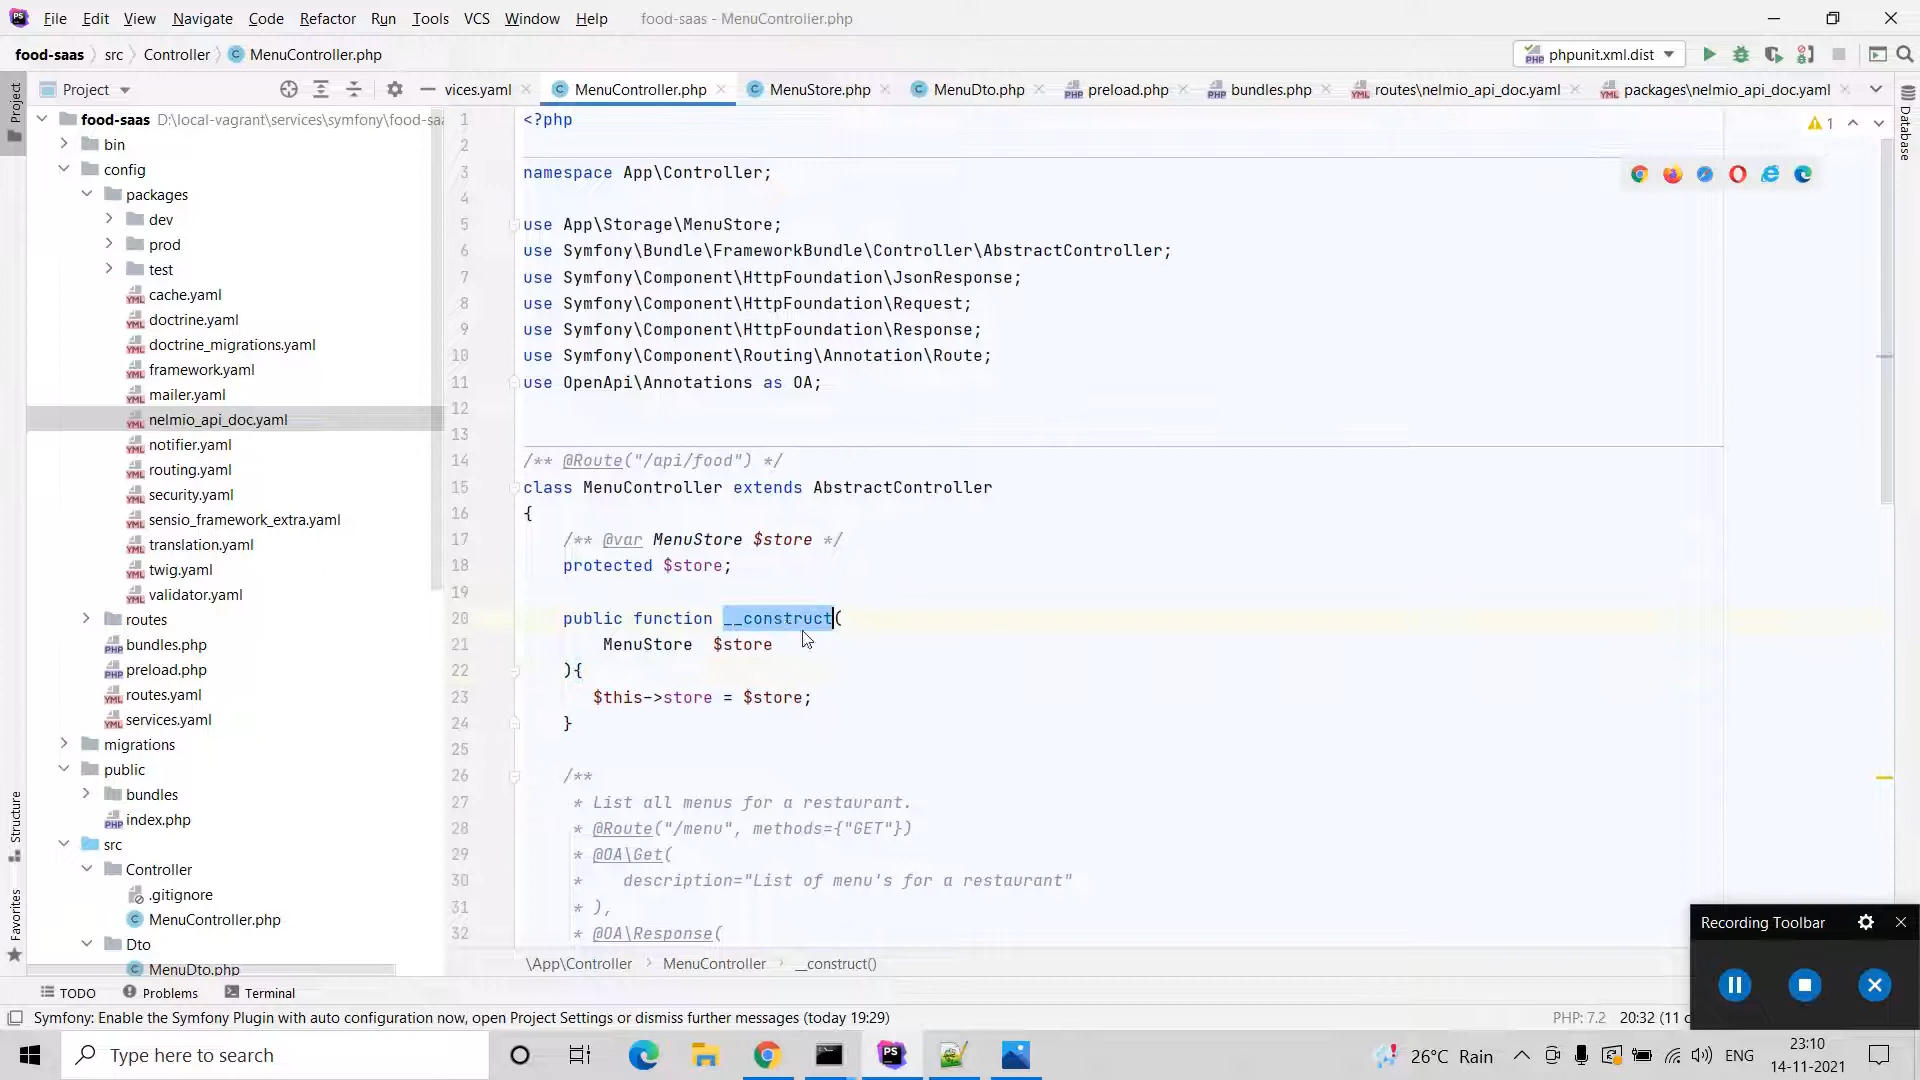 File Edit View Navigate Code Refactor Run Tools VCS Window Help food-saas - MenuController.php
food-saas src Controller MenuController.php phpunit.xml.dist
Project vices.yaml MenuController.php MenuStore.php MenuDto.php preload.php bundles.php routes\nelmio_api_doc.yaml packages\nelmio_api_doc.yaml
Project
Structure
Favorites
Database
food-saas D:\local-vagrant\services\symfony\food-saa
bin
config
packages
dev
prod
test
cache.yaml
doctrine.yaml
doctrine_migrations.yaml
framework.yaml
mailer.yaml
nelmio_api_doc.yaml
notifier.yaml
routing.yaml
security.yaml
sensio_framework_extra.yaml
translation.yaml
twig.yaml
validator.yaml
routes
bundles.php
preload.php
routes.yaml
services.yaml
migrations
public
bundles
index.php
src
Controller
.gitignore
MenuController.php
Dto
MenuDto.php
1 <?php
2
3 namespace App\Controller;
4
5 use App\Storage\MenuStore;
6 use Symfony\Bundle\FrameworkBundle\Controller\AbstractController;
7 use Symfony\Component\HttpFoundation\JsonResponse;
8 use Symfony\Component\HttpFoundation\Request;
9 use Symfony\Component\HttpFoundation\Response;
10 use Symfony\Component\Routing\Annotation\Route;
11 use OpenApi\Annotations as OA;
12
13
14 /** @Route("/api/food") */
15 class MenuController extends AbstractController
16 {
17 /** @var MenuStore $store */
18 protected $store;
19
20 public function __construct(
21 MenuStore $store
22 ){
23 $this->store = $store;
24 }
25
26 /**
27 * List all menus for a restaurant.
28 * @Route("/menu", methods={"GET"})
29 * @OA\Get(
30 * description="List of menu's for a restaurant"
31 * ),
32 * @OA\Response(
1
\App\Controller MenuController __construct()
Recording Toolbar
TODO Problems Terminal
Symfony: Enable the Symfony Plugin with auto configuration now, open Project Settings or dismiss further messages (today 19:29) PHP: 7.2 20:32 (11 c
Type here to search
26°C Rain ENG
23:10
14-11-2021